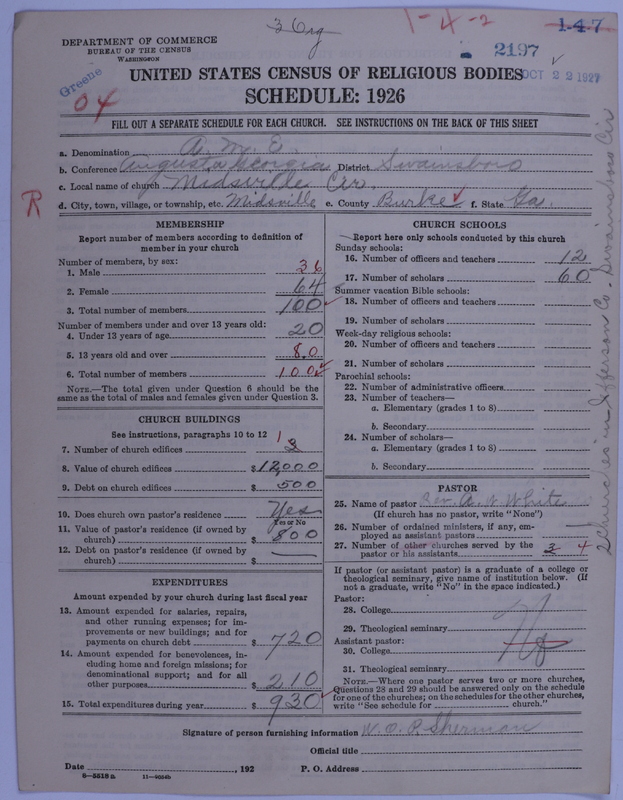 3 Org
1-4-2
147
DEPARTMENT OF COMMERCE
BUREAU OF THE CENSUS
WASHINGTON
2197
OCT 22 1927
Greene
04
UNITED STATES CENSUS OF RELIGIOUS BODIES
SCHEDULE: 1926
FILL OUT A SEPARATE SCHEDULE FOR EACH CHURCH. SEE INSTRUCTIONS ON THE BACK OF THIS SHEET
a. Denomination A. M. E.
b. Conference Augusta Georgia District Swainsboro
c. Local name of church Midsville Cir.
R
d. City, town, village, or township, etc. Midsville e. County Burke f. State Ga.
MEMBERSHIP
Report number of members according to definition of
member in your church
Number of members, by sex:
1. Male 36
2. Female 64
3. Total number of members 100
Number of members under and over 13 years old:
4. Under 13 years of age 20
5. 13 years old and over 80
6. Total number of members 100
NOTE.—The total given under Question 6 should be the
same as the total of males and females given under Question 3.
CHURCH BUILDINGS
See instructions, paragraphs 10 to 12
7. Number of church edifices 1 3
8. Value of church edifices $12,000
9. Debt on church edifices $ 500
10. Does church own pastor's residence Yes
Yes or No
11. Value of pastor's residence (if owned by
church) $ 800
12. Debt on pastor's residence (if owned by
church) $ —
EXPENDITURES
Amount expended by your church during last fiscal year
13. Amount expended for salaries, repairs,
and other running expenses; for im-
provements or new buildings; and for
payments on church debt $ 720
14. Amount expended for benevolences, in-
cluding home and foreign missions; for
denominational support; and for all
other purposes $ 210
15. Total expenditures during year $ 930
CHURCH SCHOOLS
Report here only schools conducted by this church
Sunday schools:
16. Number of officers and teachers 12
17. Number of scholars 60
Summer vacation Bible schools:
18. Number of officers and teachers
19. Number of scholars
Week-day religious schools:
20. Number of officers and teachers
21. Number of scholars
Parochial schools:
22. Number of administrative officers
23. Number of teachers—
a. Elementary (grades 1 to 8)
b. Secondary
24. Number of scholars—
a. Elementary (grades 1 to 8)
b. Secondary
PASTOR
25. Name of pastor Rev. A. W. White
(If church has no pastor, write "None")
26. Number of ordained ministers, if any, em-
ployed as assistant pastors
27. Number of other churches served by the
pastor or his assistants 3 4
If pastor (or assistant pastor) is a graduate of a college or
theological seminary, give name of institution below. (If
not a graduate, write "No" in the space indicated.)
Pastor:
28. College
29. Theological seminary
Assistant pastor: No
30. College
31. Theological seminary
NOTE.—Where one pastor serves two or more churches,
Questions 28 and 29 should be answered only on the schedule
for one of the churches; on the schedules for the other churches,
write "See schedule for church."
2 Churches in Jefferson Co. Swainsboro Cir
Signature of person furnishing information W. O. P. Sherman
Official title
Date , 192 P. O. Address
8—5518 a